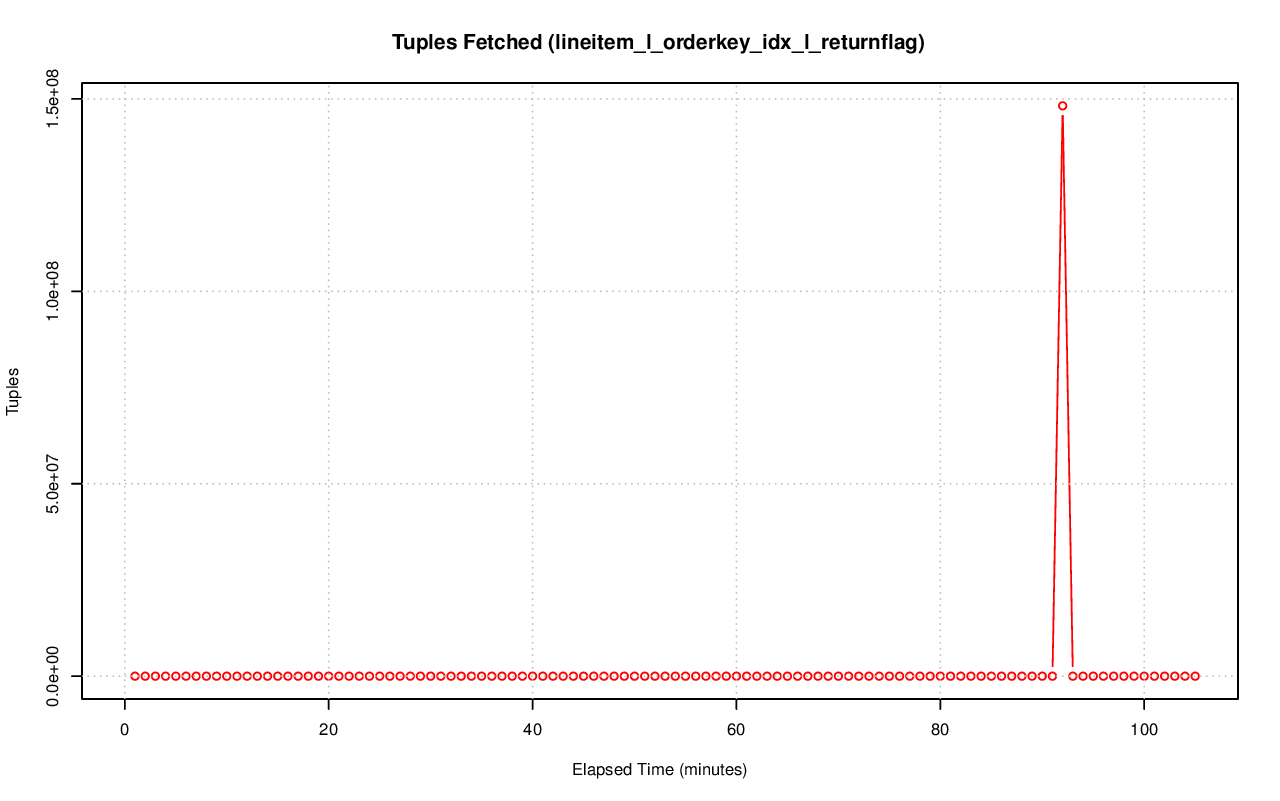 Tuples Fetched (lineitem_l_orderkey_idx_l_returnflag)
1.5e+08
1.0e+08
5.0e+07
0.0e+00
Tuples
0 20 40 60 80 100
Elapsed Time (minutes)